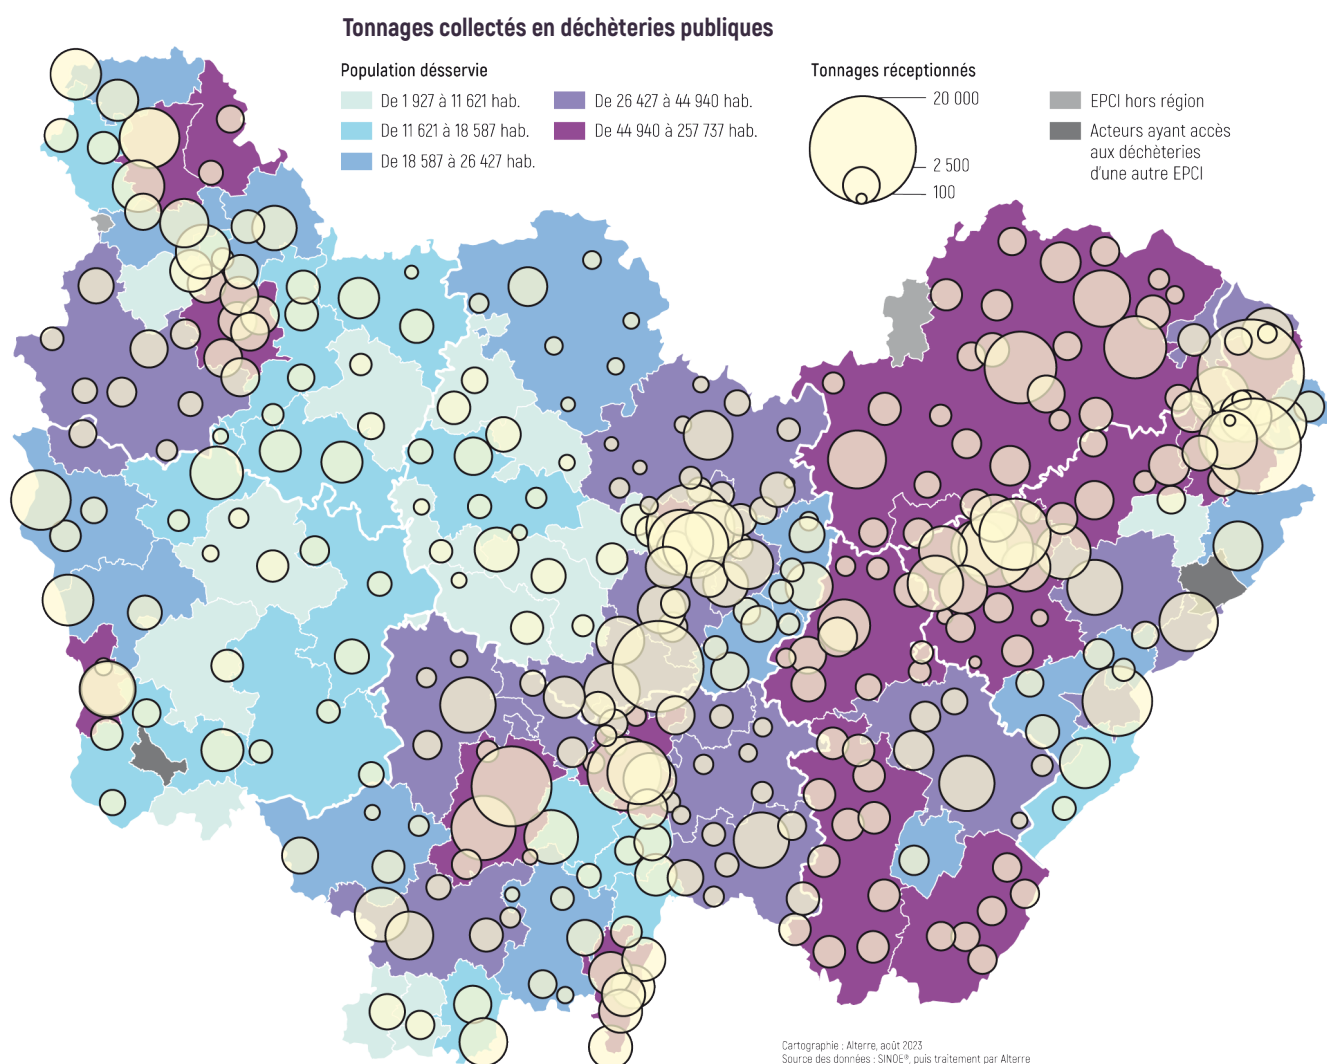 Tonnages collectés en déchèteries publiques
Population désservie
De 1 927 à 11 621 hab.
De 11 621 à 18 587 hab.
De 18 587 à 26 427 hab.
De 26 427 à 44 940 hab.
De 44 940 à 257 737 hab.
Tonnages réceptionnés
20 000
2 500
100
EPCI hors région
Acteurs ayant accès
aux déchèteries
d'une autre EPCI
Cartographie : Alterre, août 2023
Source des données : SINOE®, puis traitement par Alterre